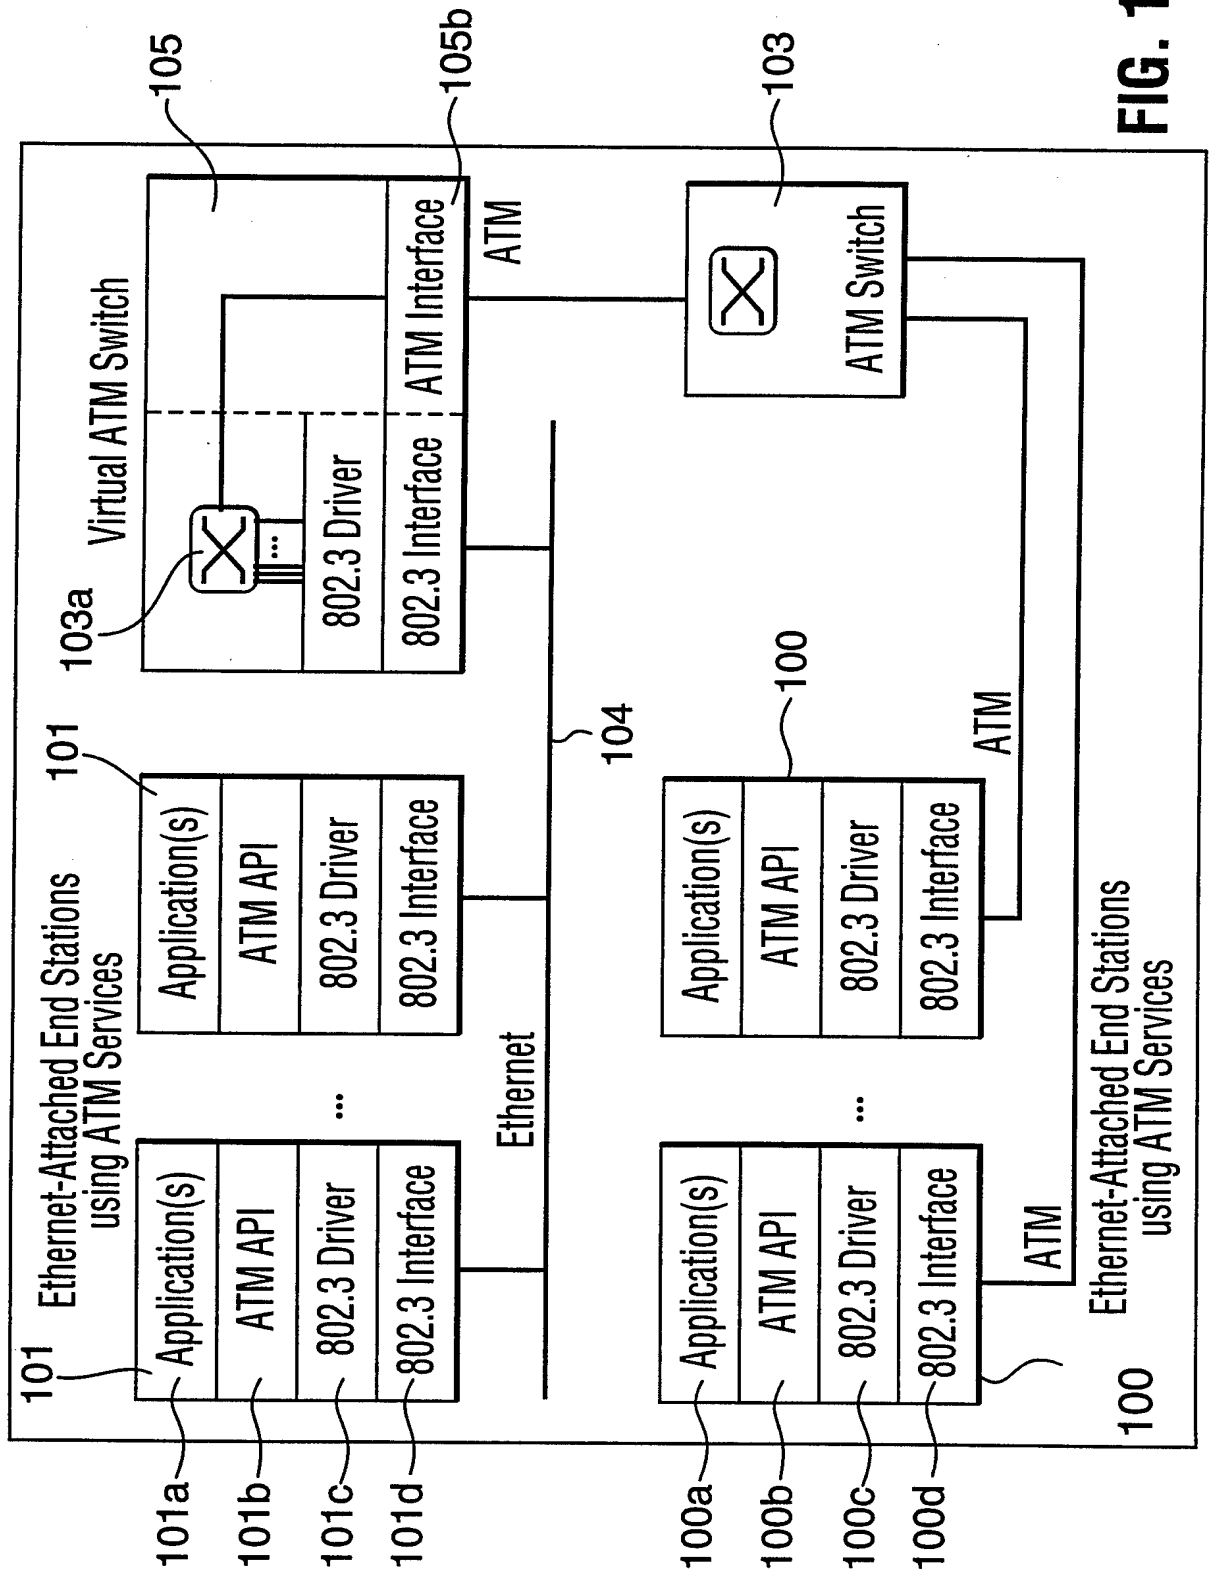 Ethernet-Attached End Stations
using ATM Services
Virtual ATM Switch
101
101
103a
105
101a
Application(s)
Application(s)
101b
ATM API
ATM API
101c
802.3 Driver
802.3 Driver
802.3 Driver
101d
802.3 Interface
802.3 Interface
802.3 Interface
ATM Interface
105b
...
...
Ethernet
ATM
104
100a
Application(s)
Application(s)
100
103
100b
ATM API
ATM API
100c
802.3 Driver
802.3 Driver
...
ATM Switch
100d
802.3 Interface
802.3 Interface
ATM
ATM
100
Ethernet-Attached End Stations
using ATM Services
FIG. 1